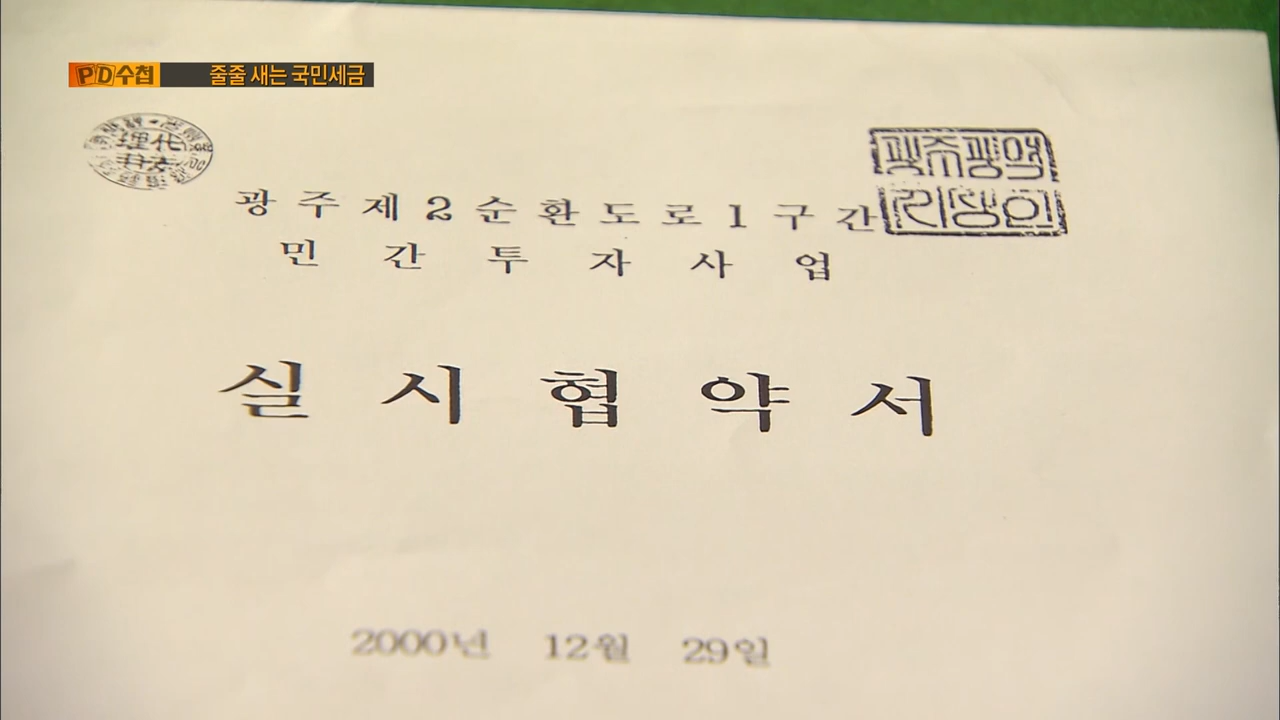 PD수첩 줄줄 새는 국민세금
광주제2순환도로1구간
민간투자사업
실시협약서
2000년 12월 29일